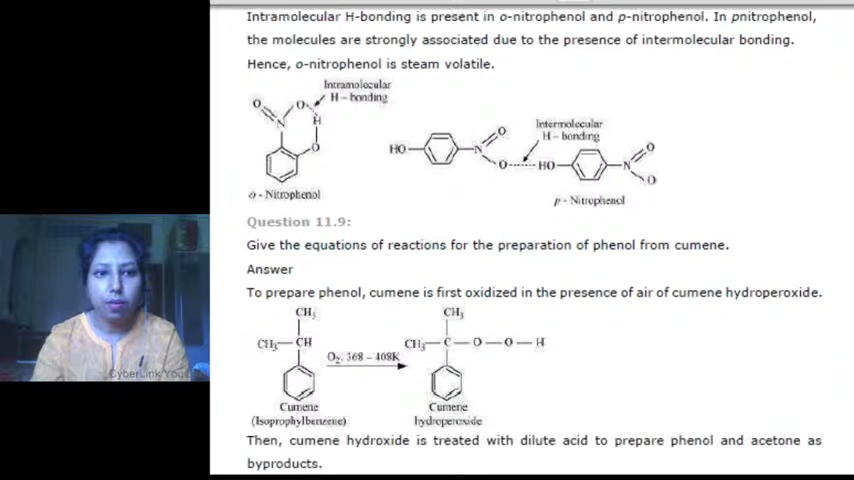 Intramolecular H-bonding is present in o-nitrophenol and p-nitrophenol. In pnitrophenol,
the molecules are strongly associated due to the presence of intermolecular bonding.
Hence, o-nitrophenol is steam volatile.
Intramolecular
H – bonding
O
O
N
H
O
o - Nitrophenol
HO
N
O
O
Intermolecular
H – bonding
HO
N
O
O
p - Nitrophenol
Question 11.9:
Give the equations of reactions for the preparation of phenol from cumene.
Answer
To prepare phenol, cumene is first oxidized in the presence of air of cumene hydroperoxide.
CH₃
CH₃ — CH
O₂, 368 – 408K
Cumene
(Isoprophylbenzene)
CH₃
CH₃ — C — O — O — H
Cumene
hydroperoxide
Then, cumene hydroxide is treated with dilute acid to prepare phenol and acetone as
byproducts.